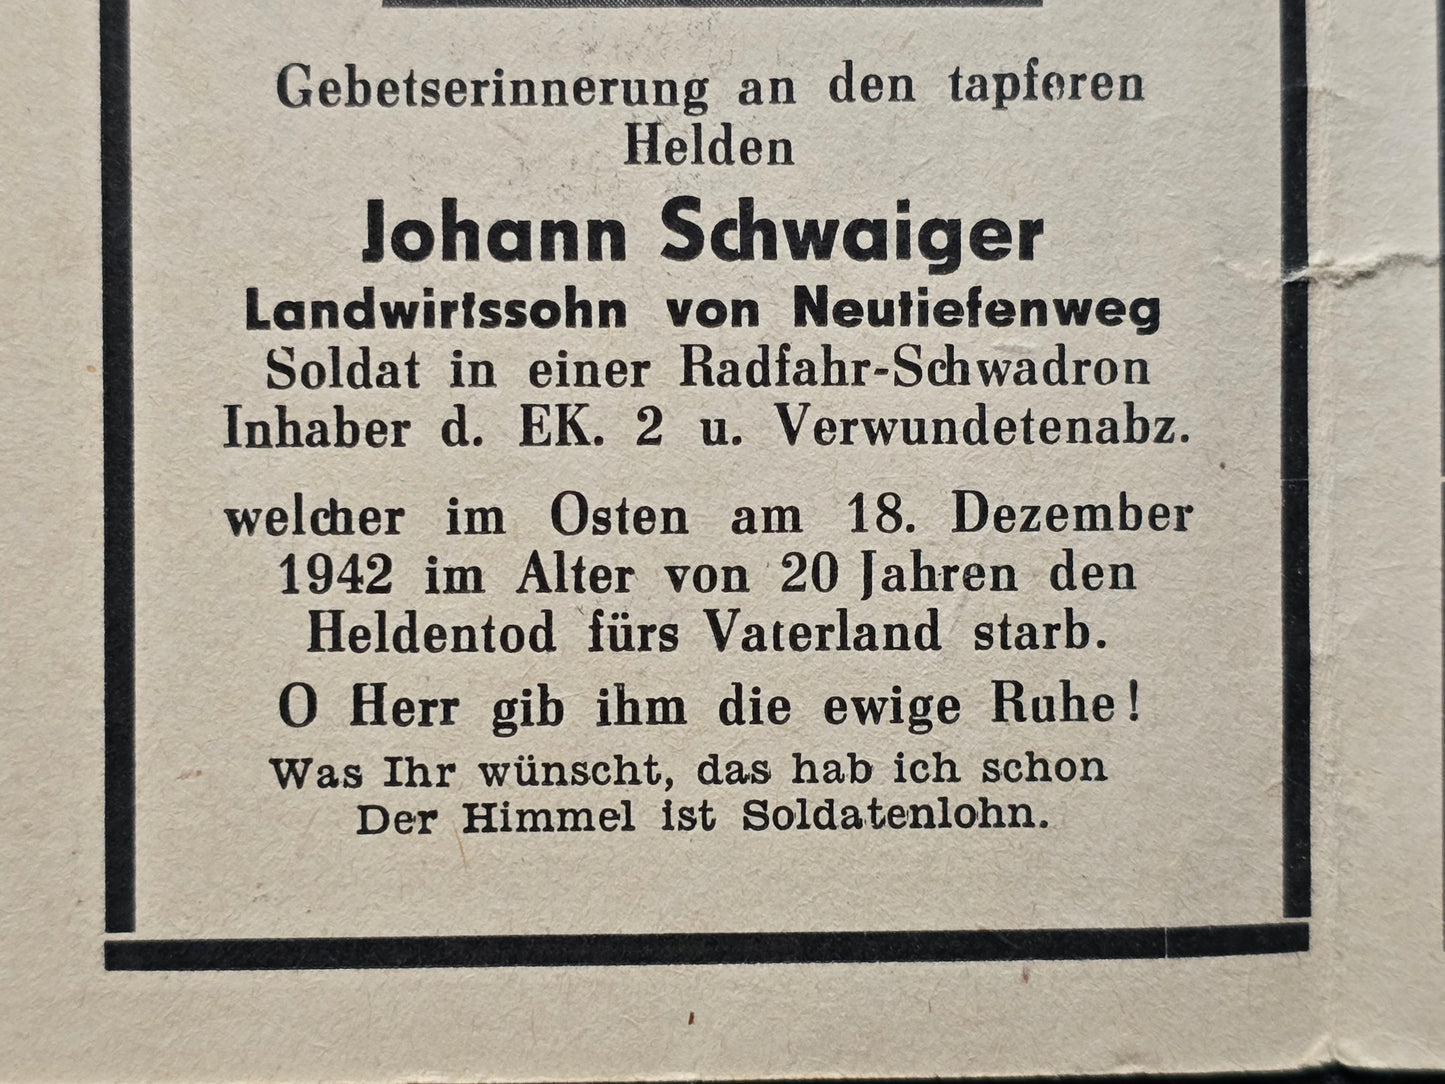 Gebetserinnerung an den tapferen
Helden
Johann Schwaiger
Landwirtssohn von Neutiefenweg
Soldat in einer Radfahr-Schwadron
Inhaber d. EK. 2 u. Verwundetenabz.
welcher im Osten am 18. Dezember
1942 im Alter von 20 Jahren den
Heldentod fürs Vaterland starb.
O Herr gib ihm die ewige Ruhe!
Was Ihr wünscht, das hab ich schon
Der Himmel ist Soldatenlohn.